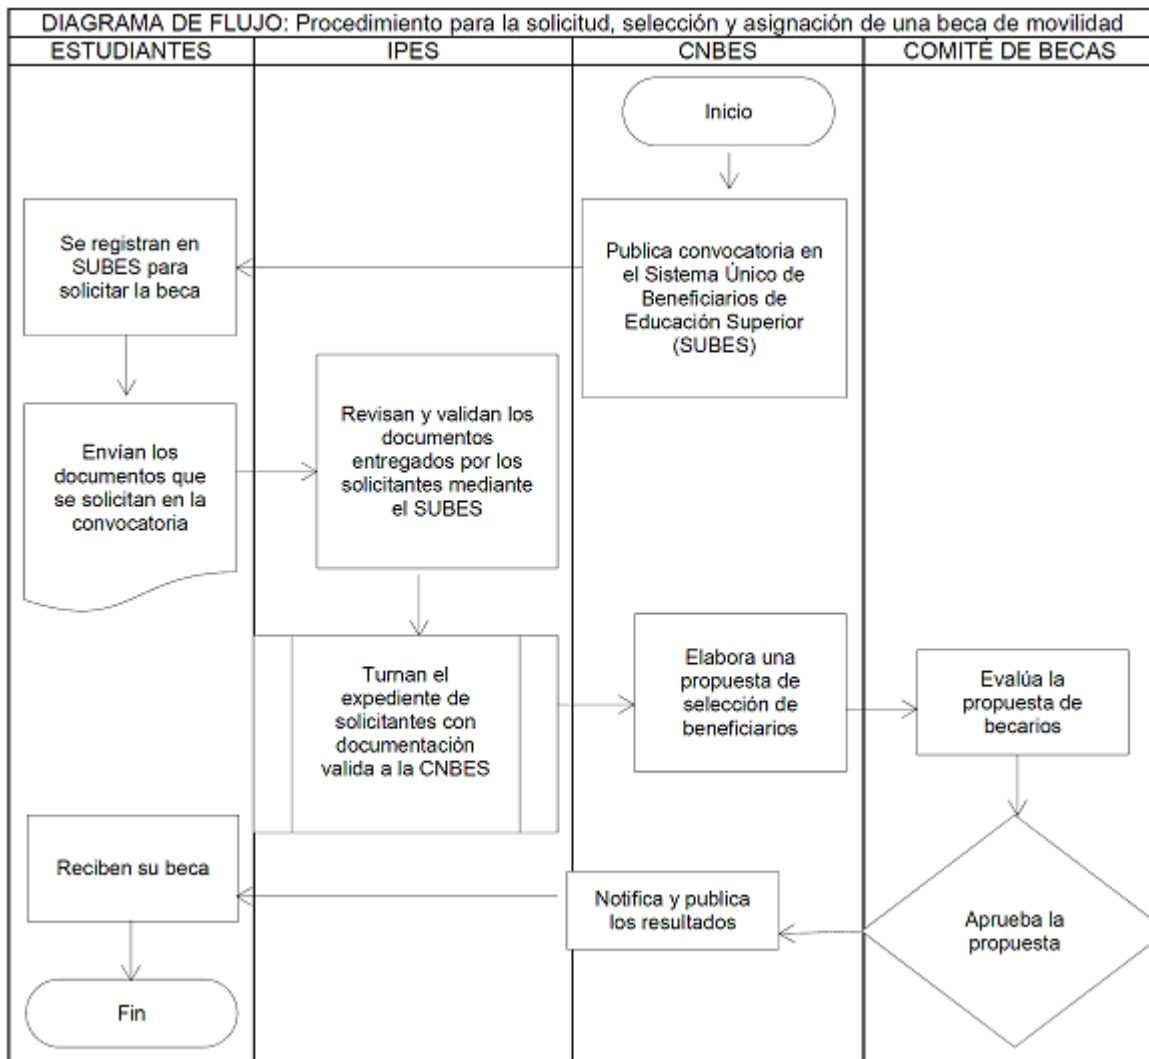 DIAGRAMA DE FLUJO: Procedimiento para la solicitud, selección y asignación de una beca de movilidad
ESTUDIANTES
IPES
CNBES
COMITÉ DE BECAS
Inicio
Publica convocatoria en
el Sistema Único de
Beneficiarios de
Educación Superior
(SUBES)
Se registran en
SUBES para
solicitar la beca
Envían los
documentos que
se solicitan en la
convocatoria
Revisan y validan los
documentos
entregados por los
solicitantes mediante
el SUBES
Turnan el
expediente de
solicitantes con
documentación
valida a la CNBES
Elabora una
propuesta de
selección de
beneficiarios
Evalúa la
propuesta de
becarios
Aprueba la
propuesta
Notifica y publica
los resultados
Reciben su beca
Fin